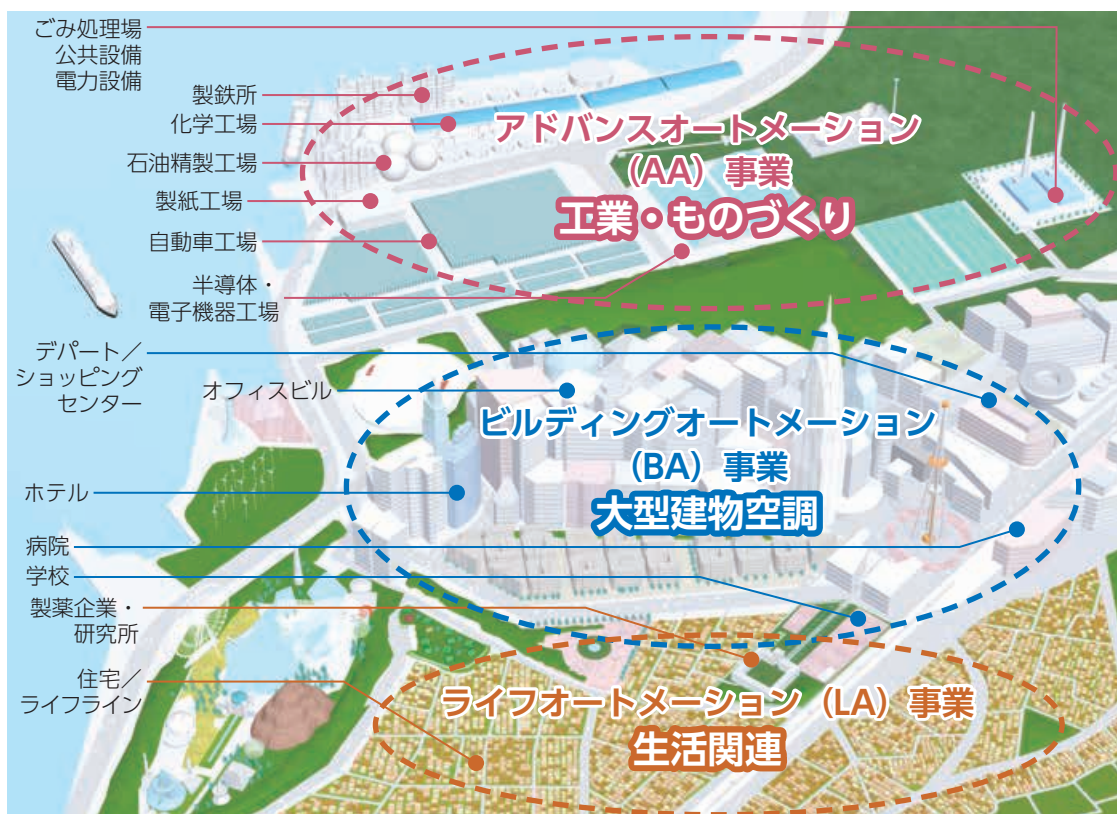 ごみ処理場
公共設備
電力設備
製鉄所
化学工場
石油精製工場
製紙工場
自動車工場
半導体・
電子機器工場
アドバンスオートメーション
（AA）事業
工業・ものづくり
デパート／
ショッピング
センター
オフィスビル
ホテル
病院
学校
ビルディングオートメーション
（BA）事業
大型建物空調
製薬企業・
研究所
住宅／
ライフライン
ライフオートメーション（LA）事業
生活関連